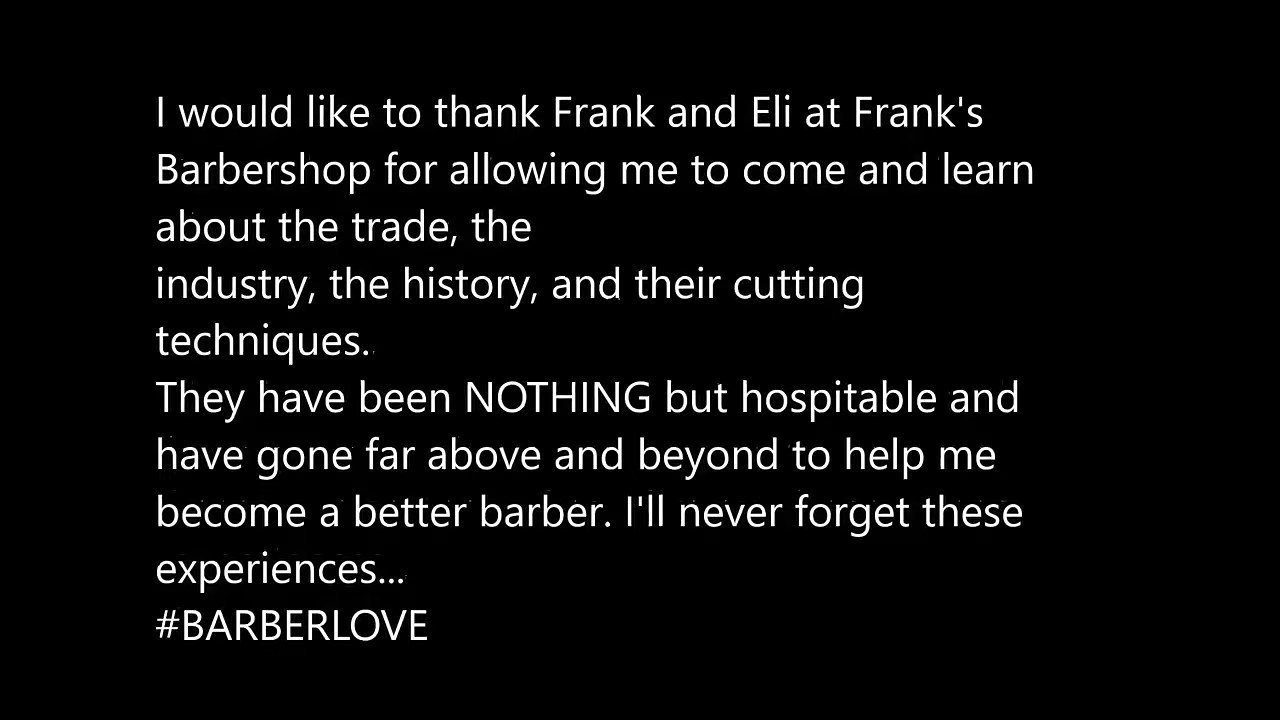 I would like to thank Frank and Eli at Frank's
Barbershop for allowing me to come and learn
about the trade, the
industry, the history, and their cutting
techniques.
They have been NOTHING but hospitable and
have gone far above and beyond to help me
become a better barber. I'll never forget these
experiences...
#BARBERLOVE